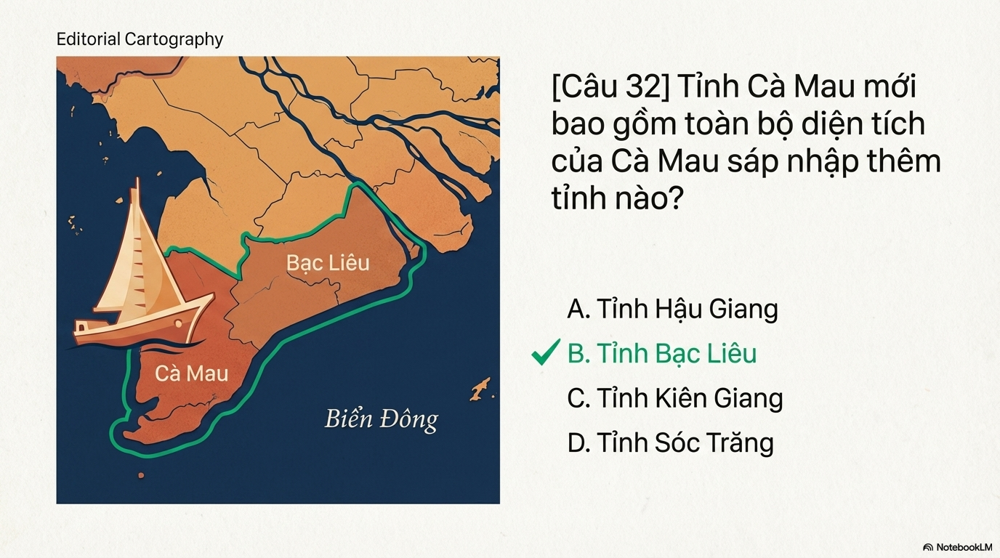 Editorial Cartography
Bạc Liêu
Cà Mau
Biển Đông
[Câu 32] Tỉnh Cà Mau mới
bao gồm toàn bộ diện tích
của Cà Mau sáp nhập thêm
tỉnh nào?
A. Tỉnh Hậu Giang
B. Tỉnh Bạc Liêu
C. Tỉnh Kiên Giang
D. Tỉnh Sóc Trăng
NotebookLM